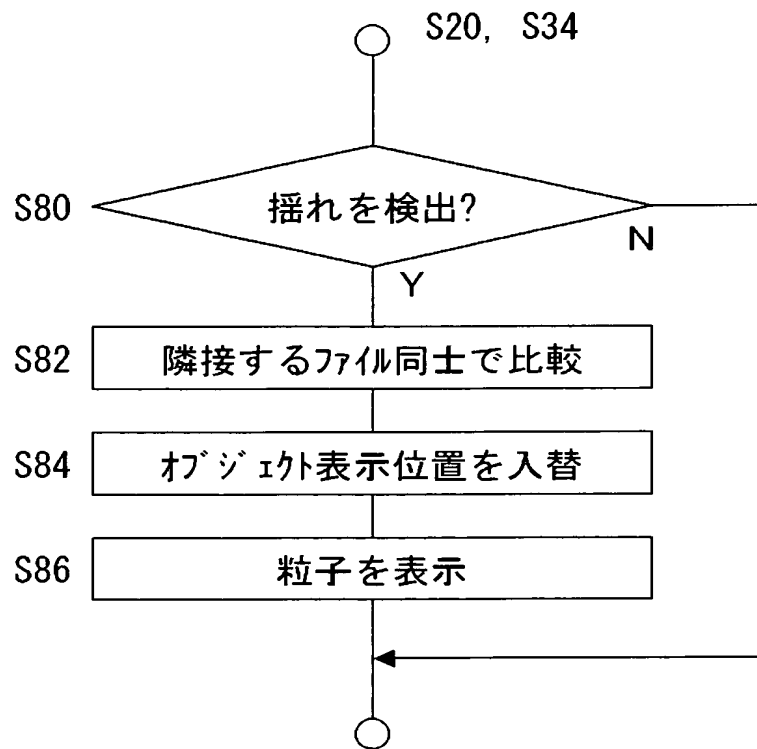 S20, S34
S80
揺れを検出?
N
Y
S82
隣接するファイル同士で比較
S84
オブジェクト表示位置を入替
S86
粒子を表示